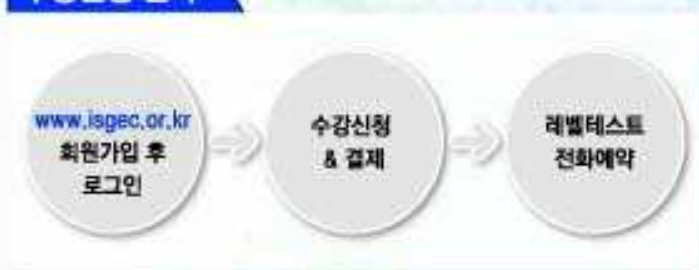 www.isgec.or.kr
회원가입 후
로그인
수강신청
& 결제
레벨테스트
전화예약